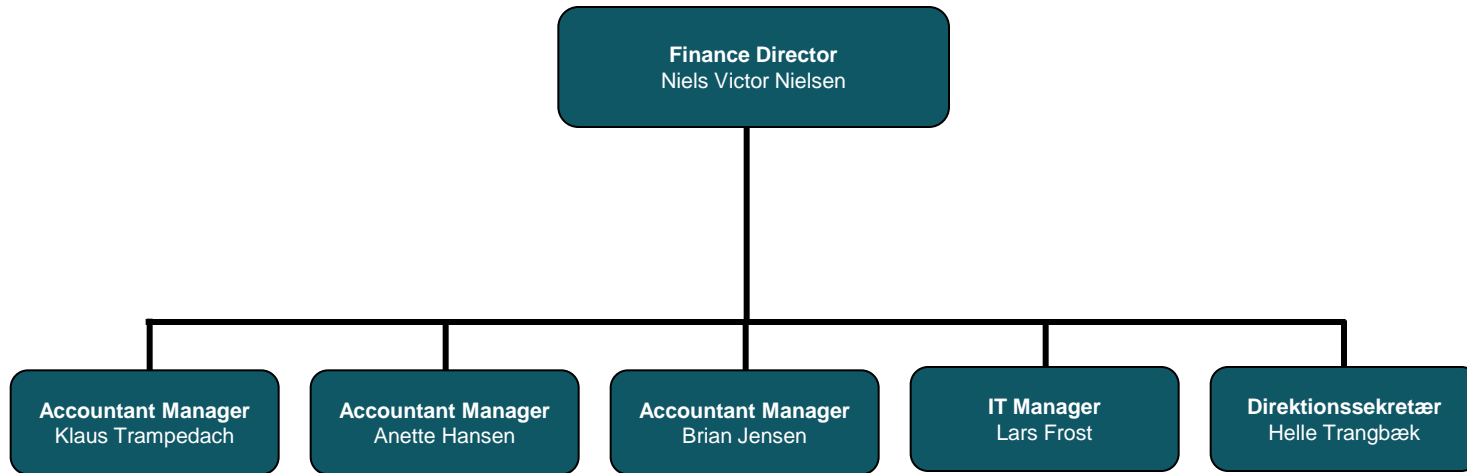 Finance Director
Niels Victor Nielsen
Accountant Manager
Klaus Trampedach
Accountant Manager
Anette Hansen
Accountant Manager
Brian Jensen
IT Manager
Lars Frost
Direktionssekretær
Helle Trangbæk